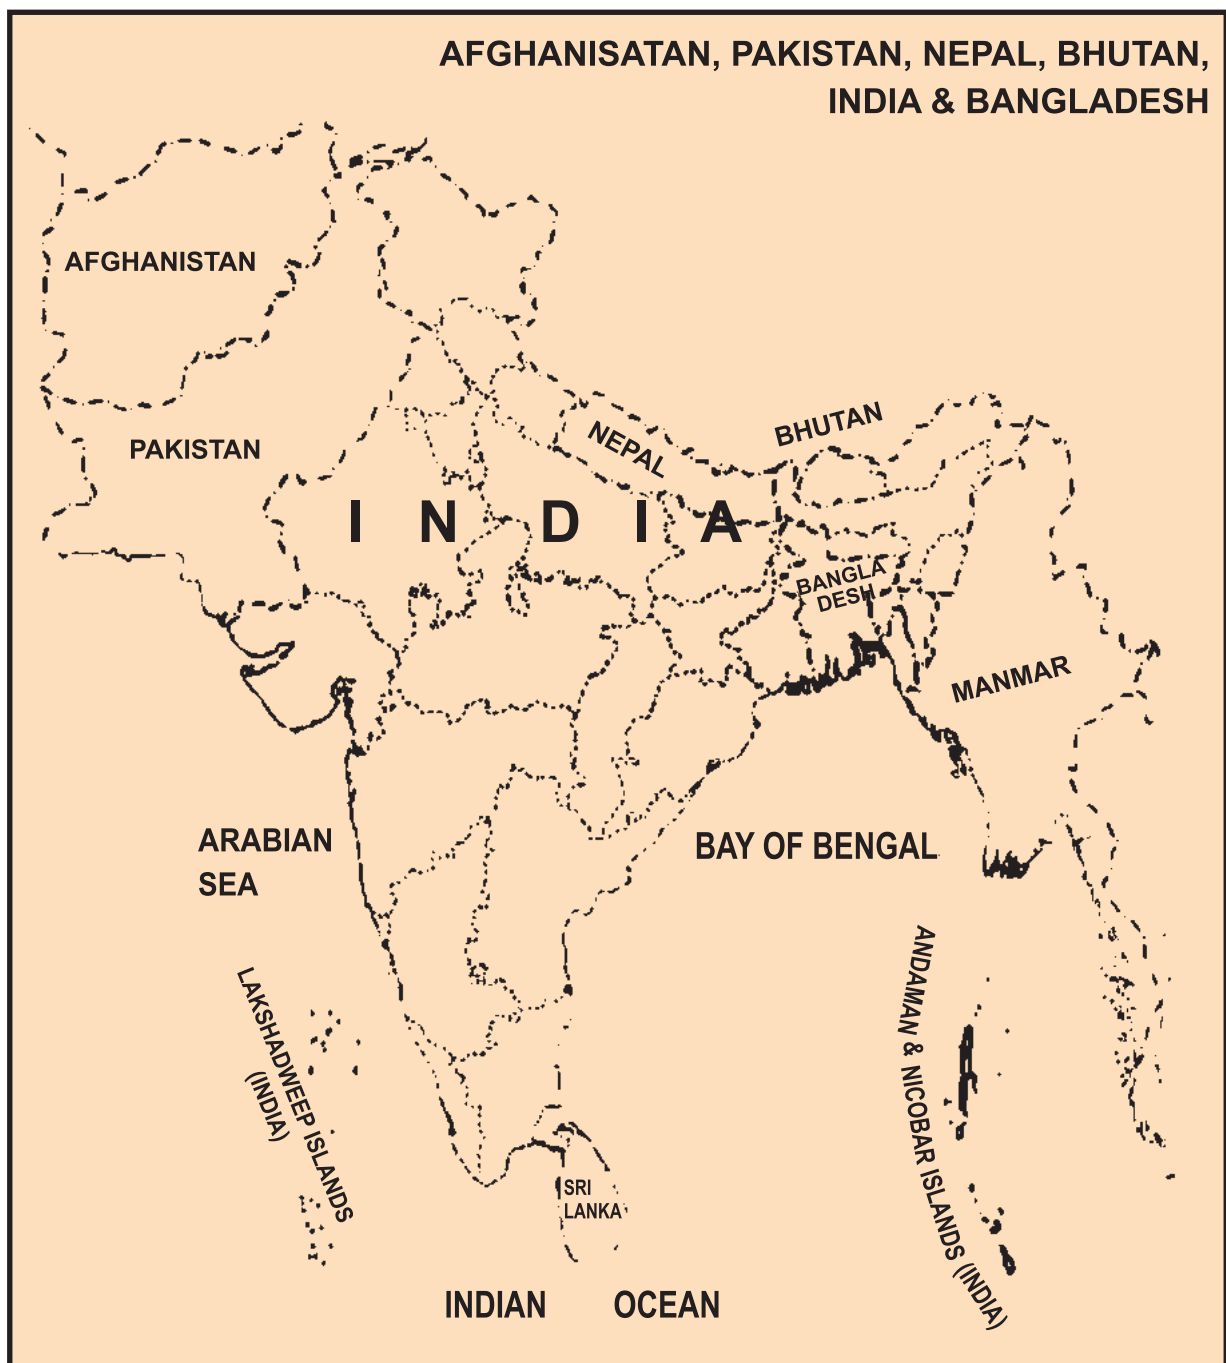 AFGHANISATAN, PAKISTAN, NEPAL, BHUTAN,
INDIA & BANGLADESH
AFGHANISTAN
PAKISTAN
NEPAL
BHUTAN
INDIA
BANGLA
DESH
MANMAR
ARABIAN
SEA
BAY OF BENGAL
LAKSHADWEEP ISLANDS
(INDIA)
ANDAMAN & NICOBAR ISLANDS (INDIA)
SRI
LANKA
INDIAN OCEAN